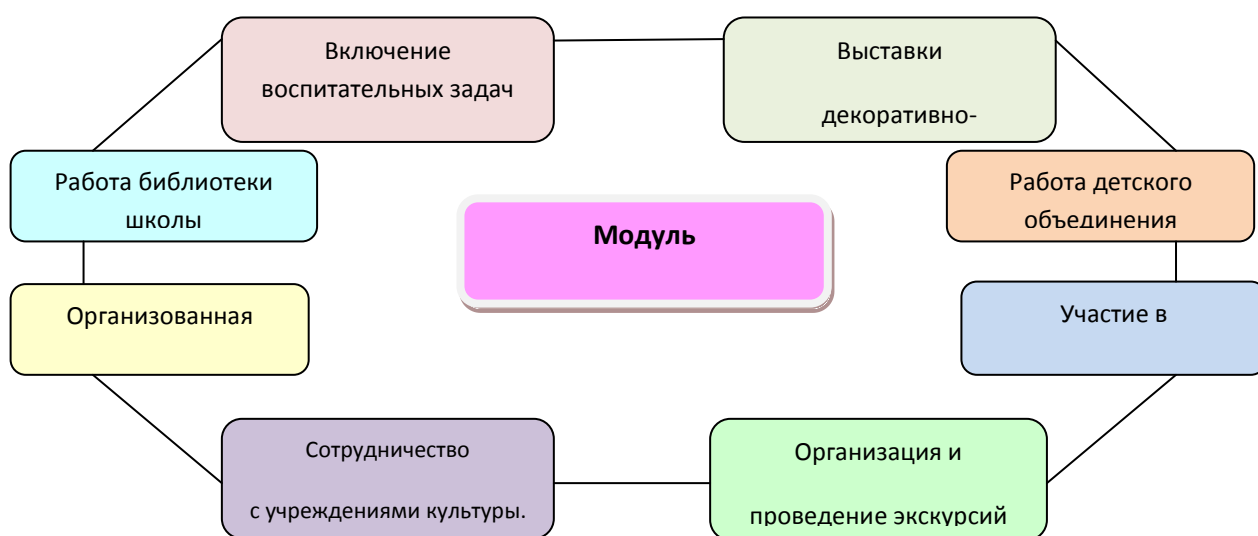 Включение
воспитательных задач
Выставки
декоративно-
Работа библиотеки
школы
Модуль
Работа детского
объединения
Организованная
Участие в
Сотрудничество
с учреждениями культуры.
Организация и
проведение экскурсий